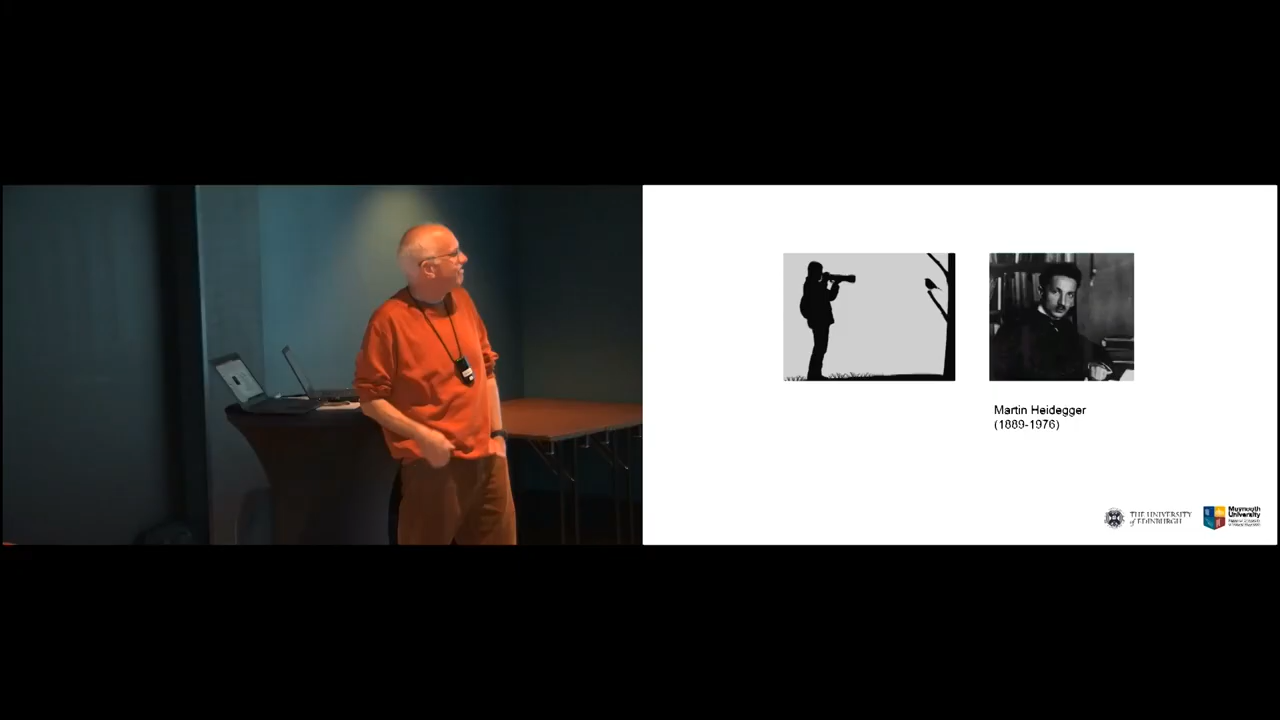 Martin Heidegger
(1889-1976)
THE UNIVERSITY
of EDINBURGH
Maynooth
University